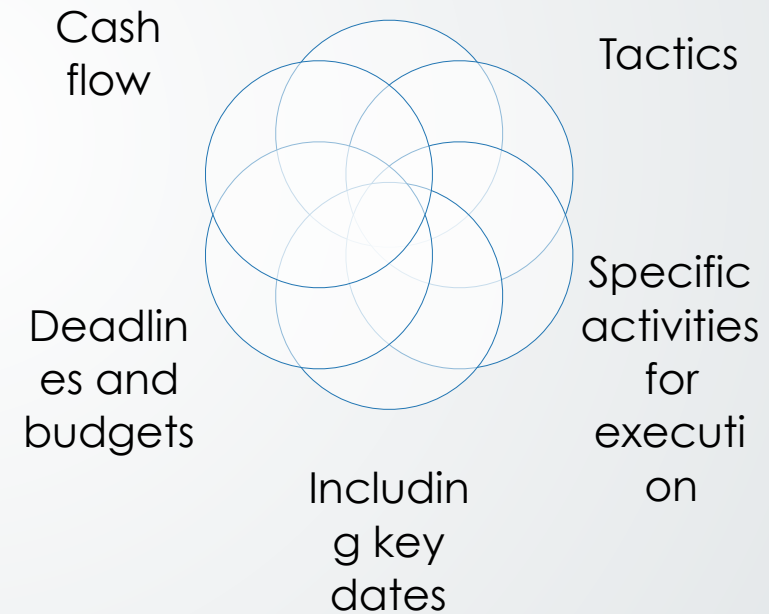 Cash
flow
Tactics
Specific
activities
for
executi
on
Includin
g key
dates
Deadlin
es and
budgets